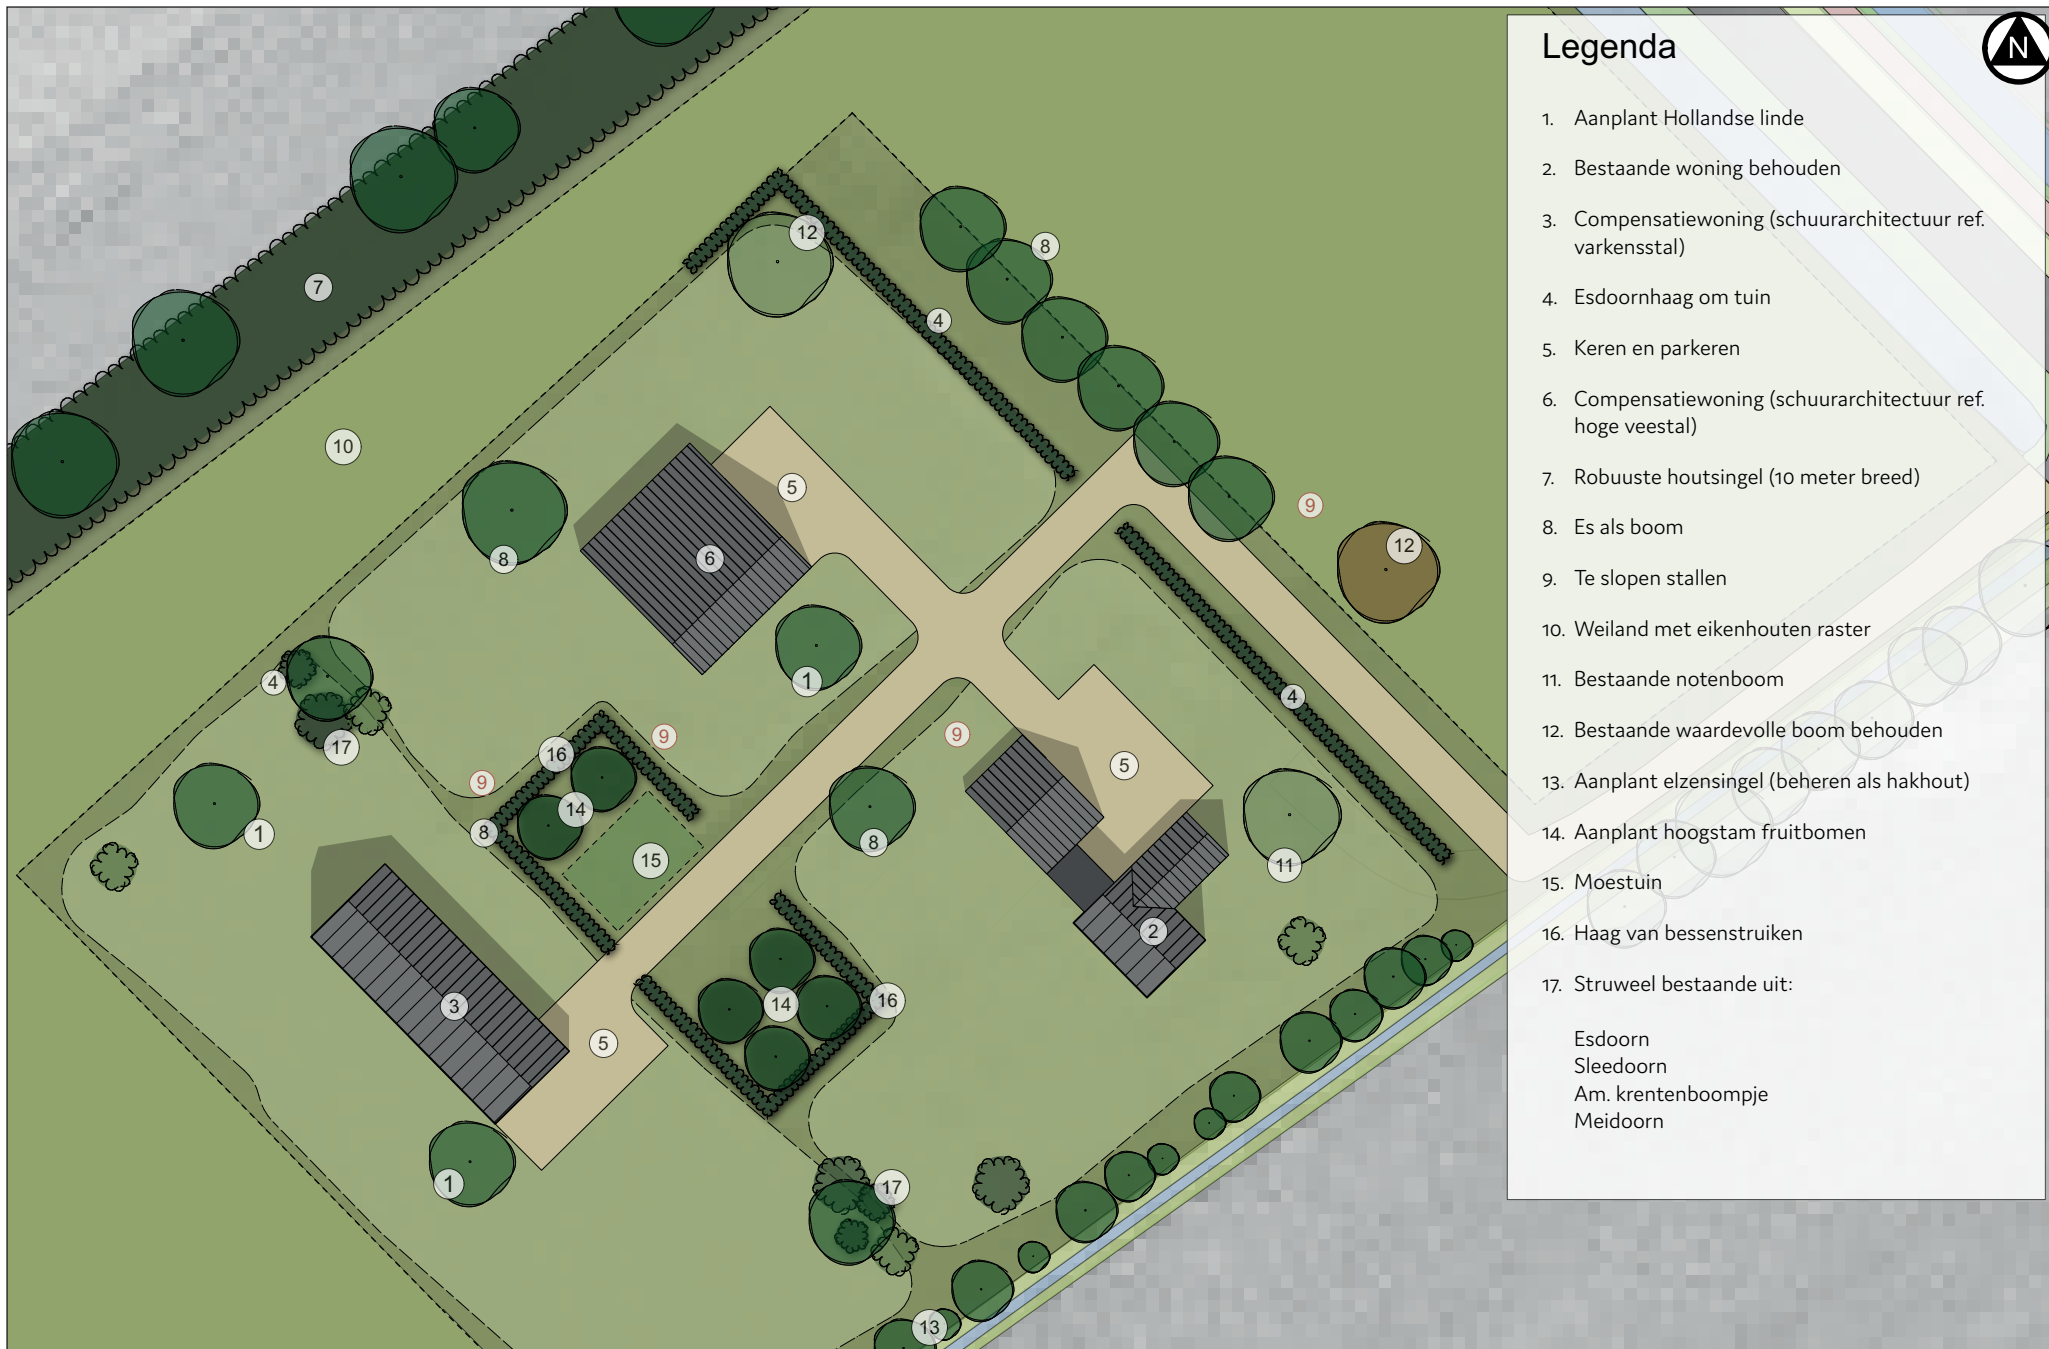 Legenda
N
1. Aanplant Hollandse linde
2. Bestaande woning behouden
3. Compensatiewoning (schuurarchitectuur ref.
varkensstal)
4. Esdoornhaag om tuin
5. Keren en parkeren
6. Compensatiewoning (schuurarchitectuur ref.
hoge veestal)
7. Robuuste houtsingel (10 meter breed)
8. Es als boom
9. Te slopen stallen
10. Weiland met eikenhouten raster
11. Bestaande notenboom
12. Bestaande waardevolle boom behouden
13. Aanplant elzensingel (beheren als hakhout)
14. Aanplant hoogstam fruitbomen
15. Moestuin
16. Haag van bessenstruiken
17. Struweel bestaande uit:
Esdoorn
Sleedoorn
Am. krentenboompje
Meidoorn
12
8
7
4
10
5
9
12
8
6
1
4
4
17
9
9
16
5
9
14
1
8
8
15
11
2
3
14
16
5
1
17
13